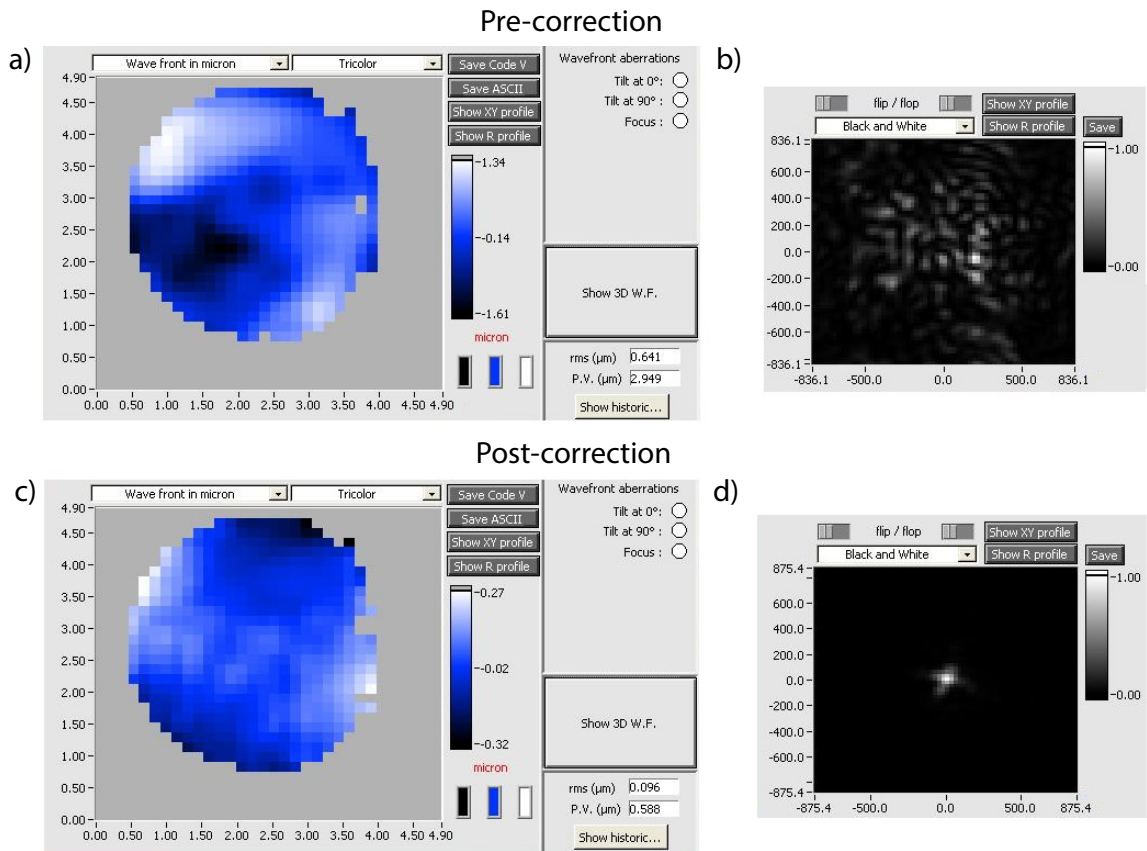 Pre-correction
a)
Wave front in micron
Tricolor
Save Code V
Save ASCII
Show XY profile
Show R profile
4.90
4.50
4.00
3.50
3.00
2.50
2.00
1.50
1.00
0.50
0.00
0.00 0.50 1.00 1.50 2.00 2.50 3.00 3.50 4.00 4.90
1.34
-0.14
-1.61
micron
Wavefront aberrations
Tilt at 0°:
Tilt at 90° :
Focus :
Show 3D W.F.
rms (µm) 0.641
P.V. (µm) 2.949
Show historic...
b)
flip / flop
Show XY profile
Black and White
Show R profile
Save
836.1
400.0
200.0
0.0
-200.0
-400.0
-600.0
-836.1
-836.1 -500.0 0.0 500.0 836.1
1.00
0.00
Post-correction
c)
Wave front in micron
Tricolor
Save Code V
Save ASCII
Show XY profile
Show R profile
4.90
4.50
4.00
3.50
3.00
2.50
2.00
1.50
1.00
0.50
0.00
0.00 0.50 1.00 1.50 2.00 2.50 3.00 3.50 4.00 4.90
0.27
-0.02
-0.32
micron
Wavefront aberrations
Tilt at 0°:
Tilt at 90° :
Focus :
Show 3D W.F.
rms (µm) 0.096
P.V. (µm) 0.588
Show historic...
d)
flip / flop
Show XY profile
Black and White
Show R profile
Save
875.4
600.0
400.0
200.0
0.0
-200.0
-400.0
-600.0
-875.4
-875.4 -500.0 0.0 500.0 875.4
1.00
0.00